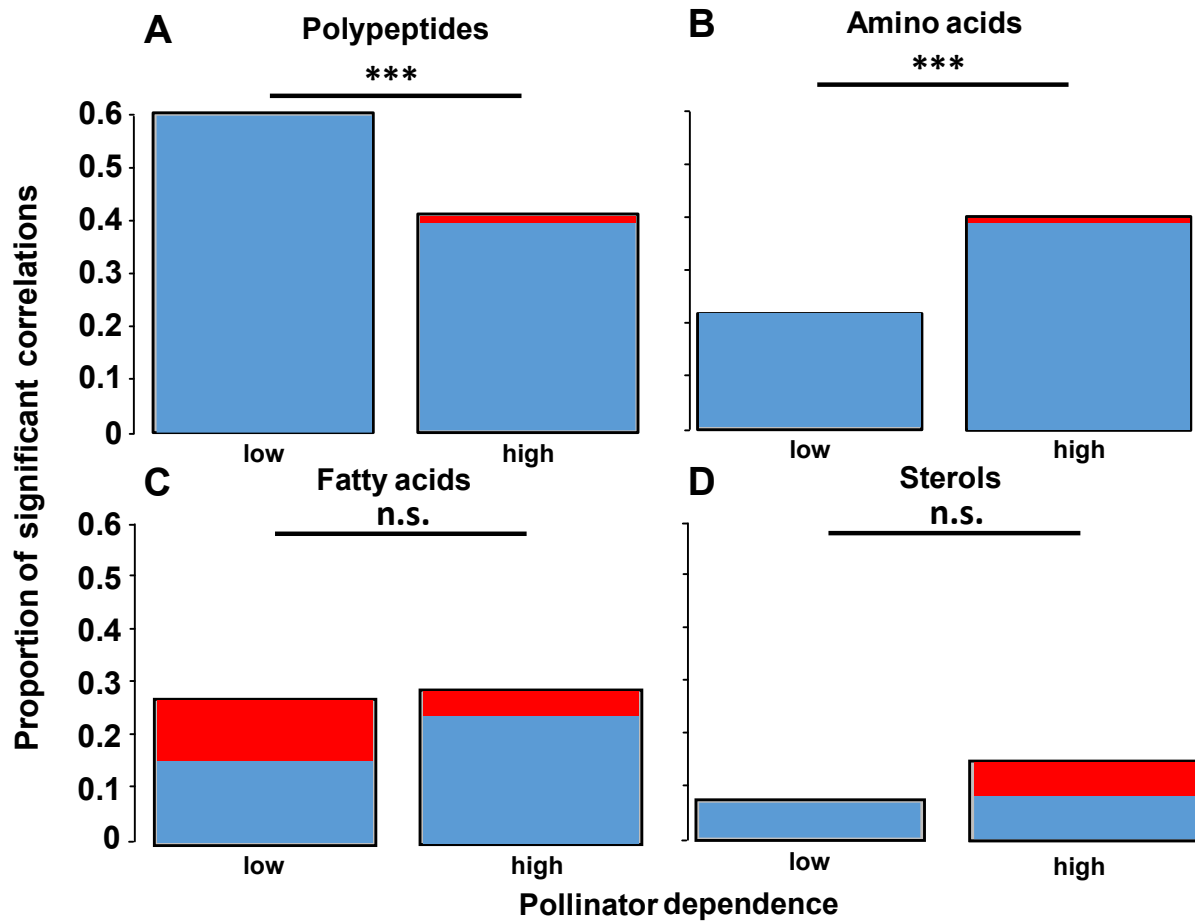 A
Polypeptides
***
0.6
0.5
0.4
0.3
0.2
0.1
0
low
high
B
Amino acids
***
low
high
C
Fatty acids
n.s.
0.6
0.5
0.4
0.3
0.2
0.1
0
low
high
D
Sterols
n.s.
low
high
Proportion of significant correlations
Pollinator dependence